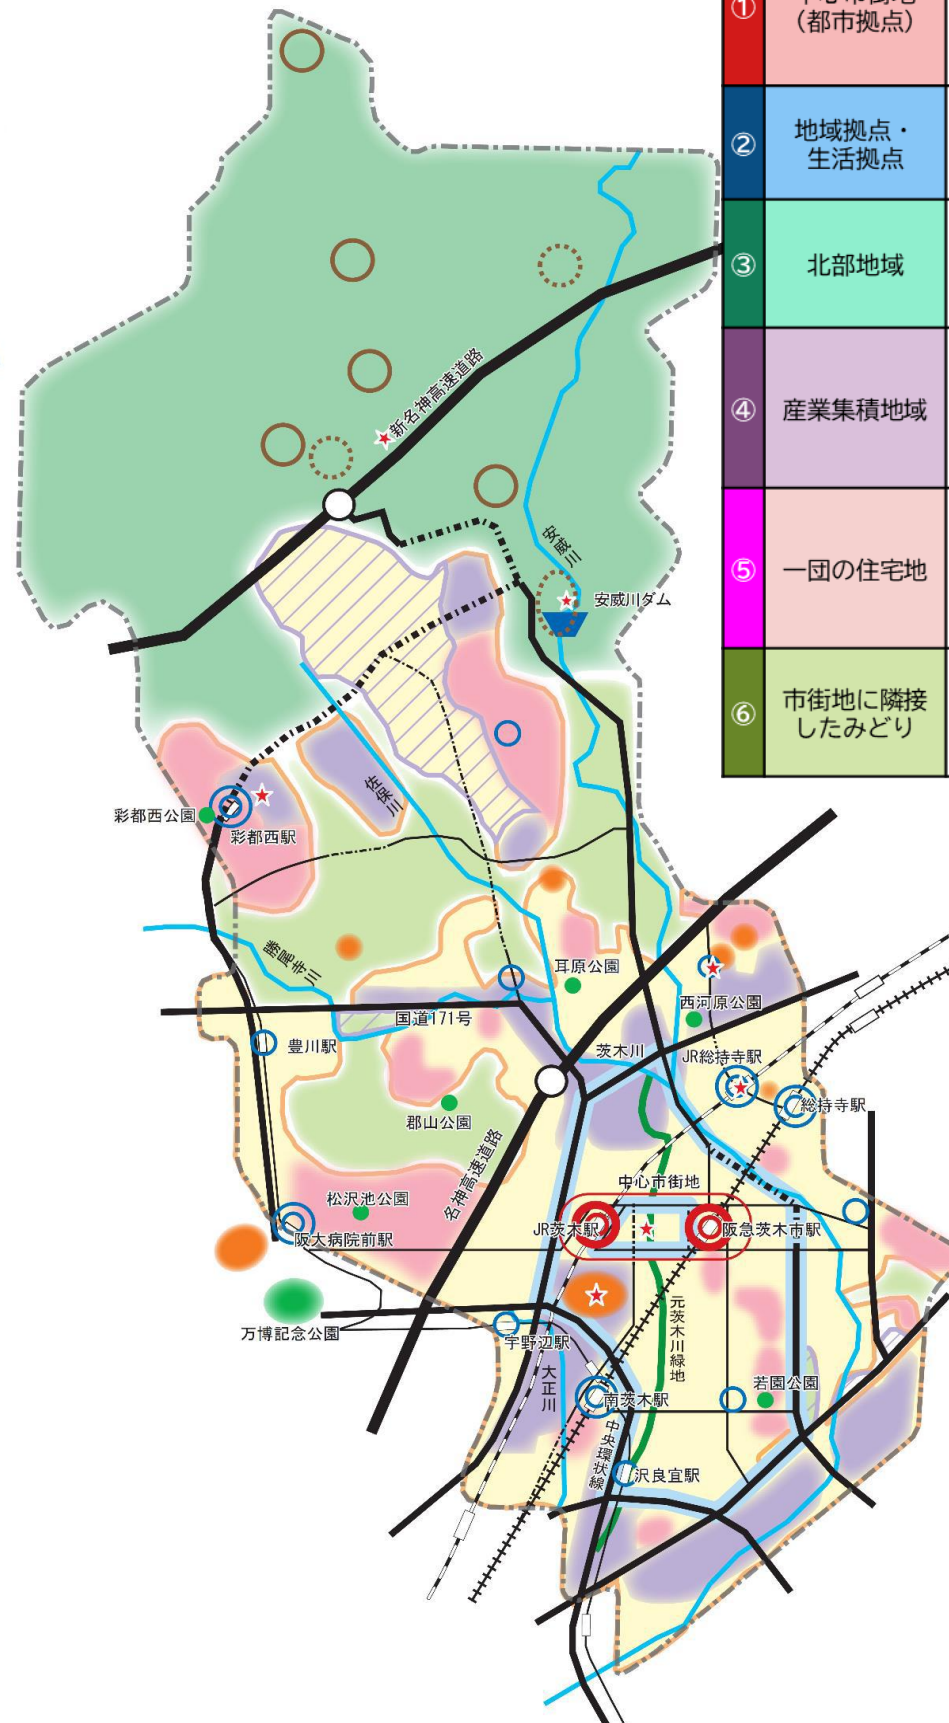 ①
（都市拠点）
②
地域拠点・
生活拠点
③
北部地域
④
産業集積地域
⑤
一団の住宅地
⑥
市街地に隣接
したみどり
新名神高速道路
安威川
安威川ダム
佐保川
彩都西公園
彩都西駅
勝尾寺川
耳原公園
西河原公園
国道171号
豊川駅
茨木川
JR総持寺駅
総持寺駅
郡山公園
名神高速道路
中心市街地
松沢池公園
JR茨木駅
阪急茨木市駅
阪大病院前駅
万博記念公園
元茨木川緑地
宇野辺駅
大正川
南茨木駅
若園公園
中央環状線
沢良宜駅